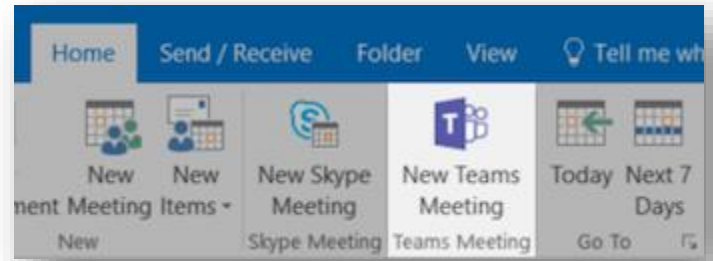 Home Send / Receive Folder View Tell me wh
New New New Skype New Teams Today Next 7
ment Meeting Items Meeting Meeting Days
New Skype Meeting Teams Meeting Go To